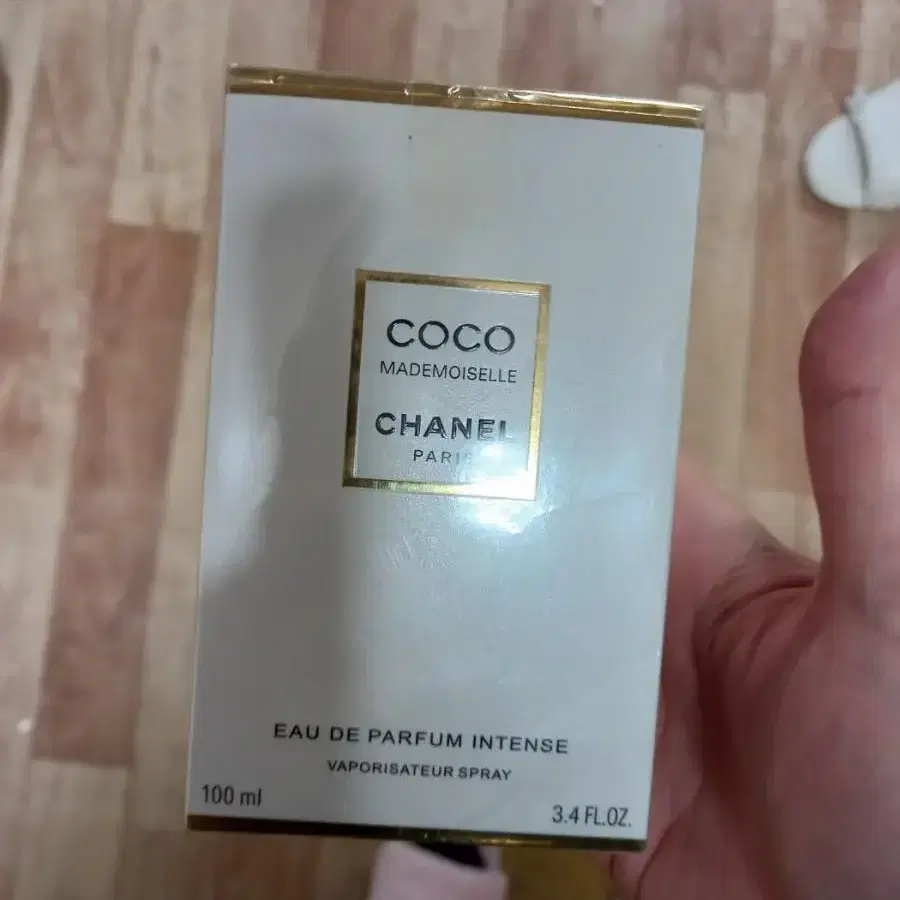 COCO
MADEMOISELLE
CHANEL
PARIS
EAU DE PARFUM INTENSE
VAPORISATEUR SPRAY
100 ml
3.4 FL.OZ.